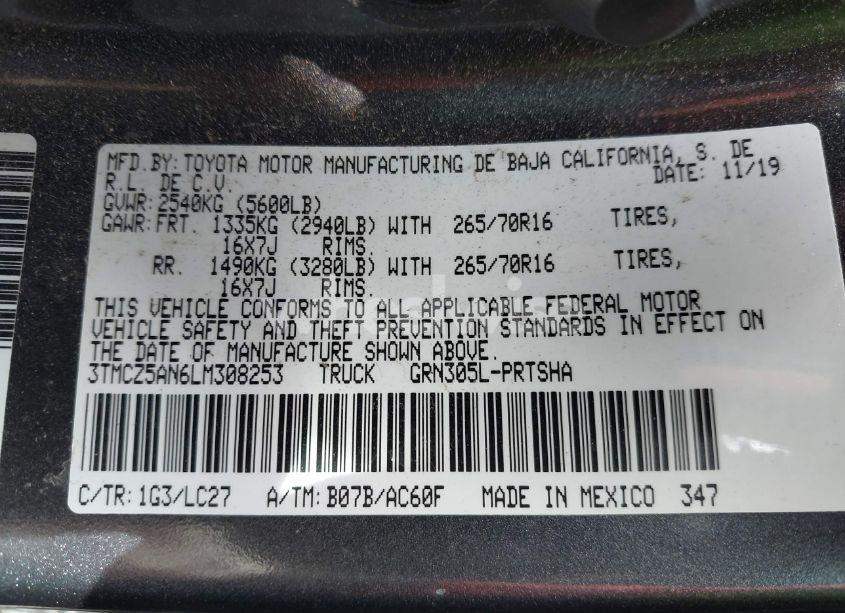 MFD.BY:TOYOTA MOTOR MANUFACTURING DE BAJA CALIFORNIA, S. DE
R.L. DE C.V. DATE: 11/19
GVWR:2540KG (5600LB)
GAWR:FRT. 1335KG (2940LB) WITH 265/70R16 TIRES,
16X7J RIMS.
RR. 1490KG (3280LB) WITH 265/70R16 TIRES,
16X7J RIMS.
THIS VEHICLE CONFORMS TO ALL APPLICABLE FEDERAL MOTOR
VEHICLE SAFETY AND THEFT PREVENTION STANDARDS IN EFFECT ON
THE DATE OF MANUFACTURE SHOWN ABOVE.
3TMCZ5AN6LM308253 TRUCK GRN305L-PRTSHA
C/TR:1G3/LC27 A/TM:B07B/AC60F MADE IN MEXICO 347